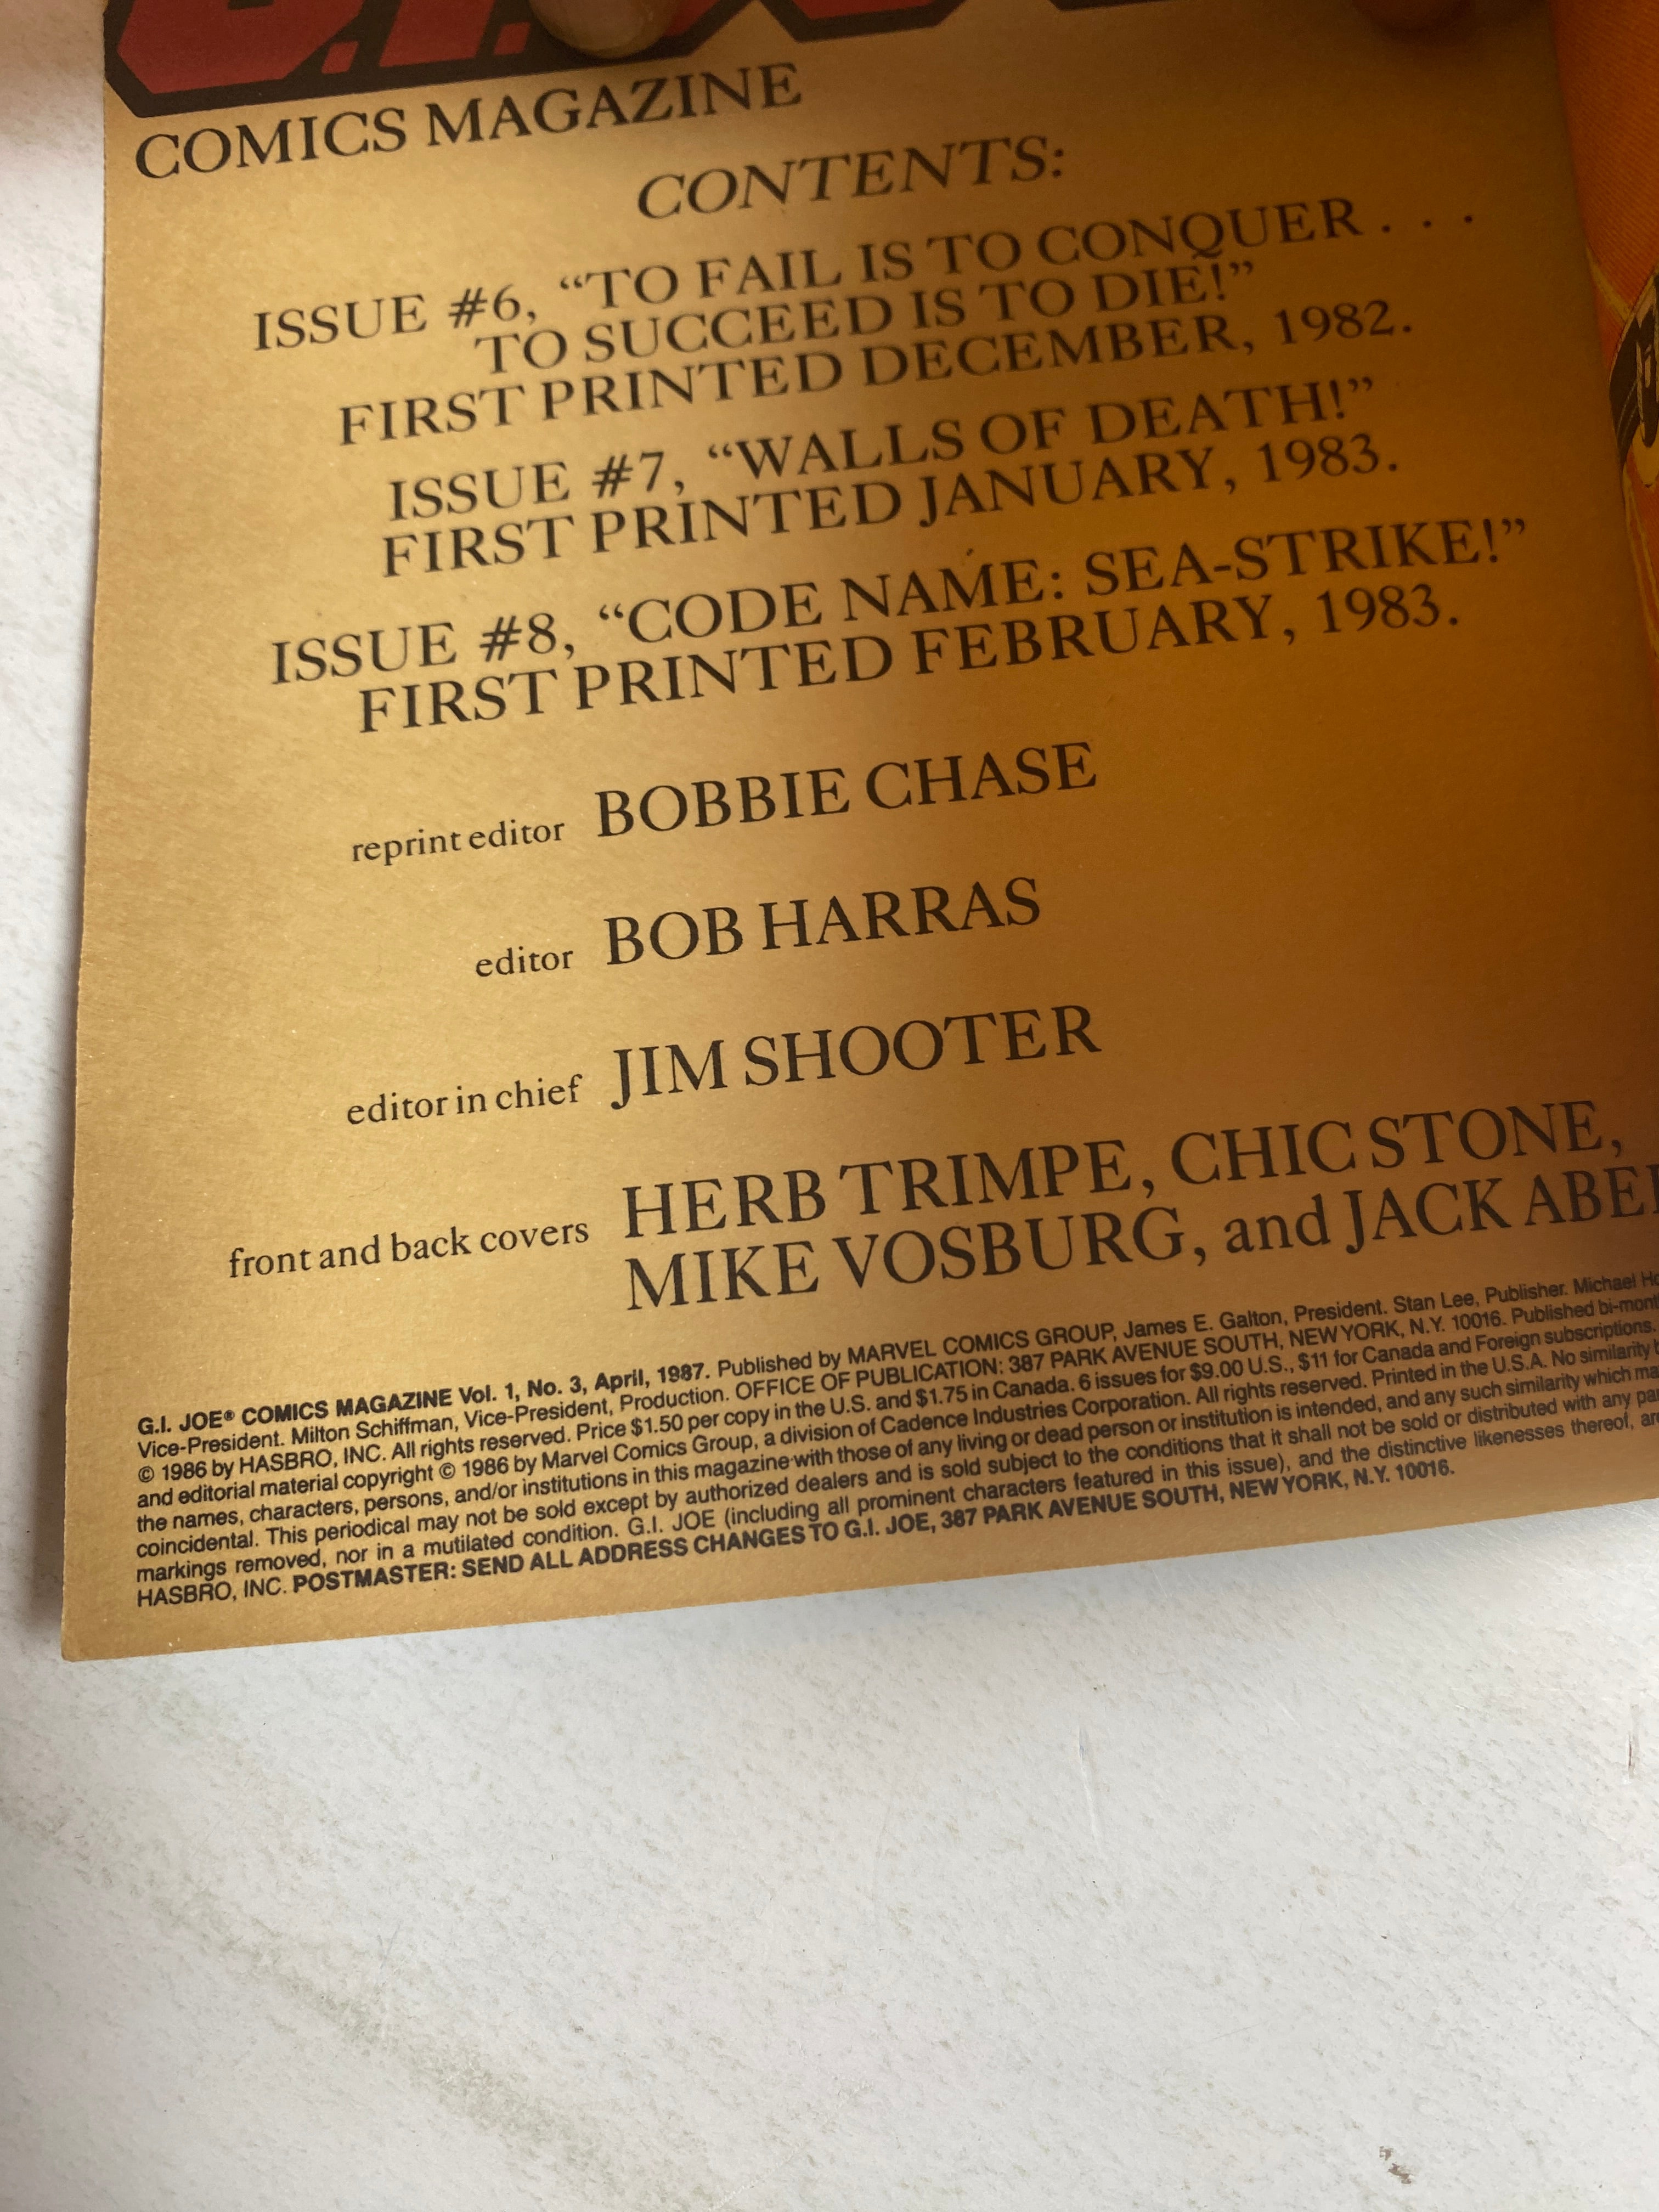 G.I.
COMICS MAGAZINE
CONTENTS:
ISSUE #6, “TO FAIL IS TO CONQUER . . .
TO SUCCEED IS TO DIE!”
FIRST PRINTED DECEMBER, 1982.
ISSUE #7, “WALLS OF DEATH!”
FIRST PRINTED JANUARY, 1983.
ISSUE #8, “CODE NAME: SEA-STRIKE!”
FIRST PRINTED FEBRUARY, 1983.
reprint editor BOBBIE CHASE
editor BOB HARRAS
editor in chief JIM SHOOTER
front and back covers HERB TRIMPE, CHIC STONE,
MIKE VOSBURG, and JACK ABE
G.I. JOE® COMICS MAGAZINE Vol. 1, No. 3, April, 1987. Published by MARVEL COMICS GROUP, James E. Galton, President. Stan Lee, Publisher. Michael Ho
Vice-President. Milton Schiffman, Vice-President, Production. OFFICE OF PUBLICATION: 387 PARK AVENUE SOUTH, NEW YORK, N.Y. 10016. Published bi-mont
© 1986 by HASBRO, INC. All rights reserved. Price $1.50 per copy in the U.S. and $1.75 in Canada. 6 issues for $9.00 U.S., $11 for Canada and Foreign subscriptions.
and editorial material copyright © 1986 by Marvel Comics Group, a division of Cadence Industries Corporation. All rights reserved. Printed in the U.S.A. No similarity b
the names, characters, persons, and/or institutions in this magazine with those of any living or dead person or institution is intended, and any such similarity which ma
coincidental. This periodical may not be sold except by authorized dealers and is sold subject to the conditions that it shall not be sold or distributed with any pa
markings removed, nor in a mutilated condition. G.I. JOE (including all prominent characters featured in this issue), and the distinctive likenesses thereof, ar
HASBRO, INC. POSTMASTER: SEND ALL ADDRESS CHANGES TO G.I. JOE, 387 PARK AVENUE SOUTH, NEW YORK, N.Y. 10016.